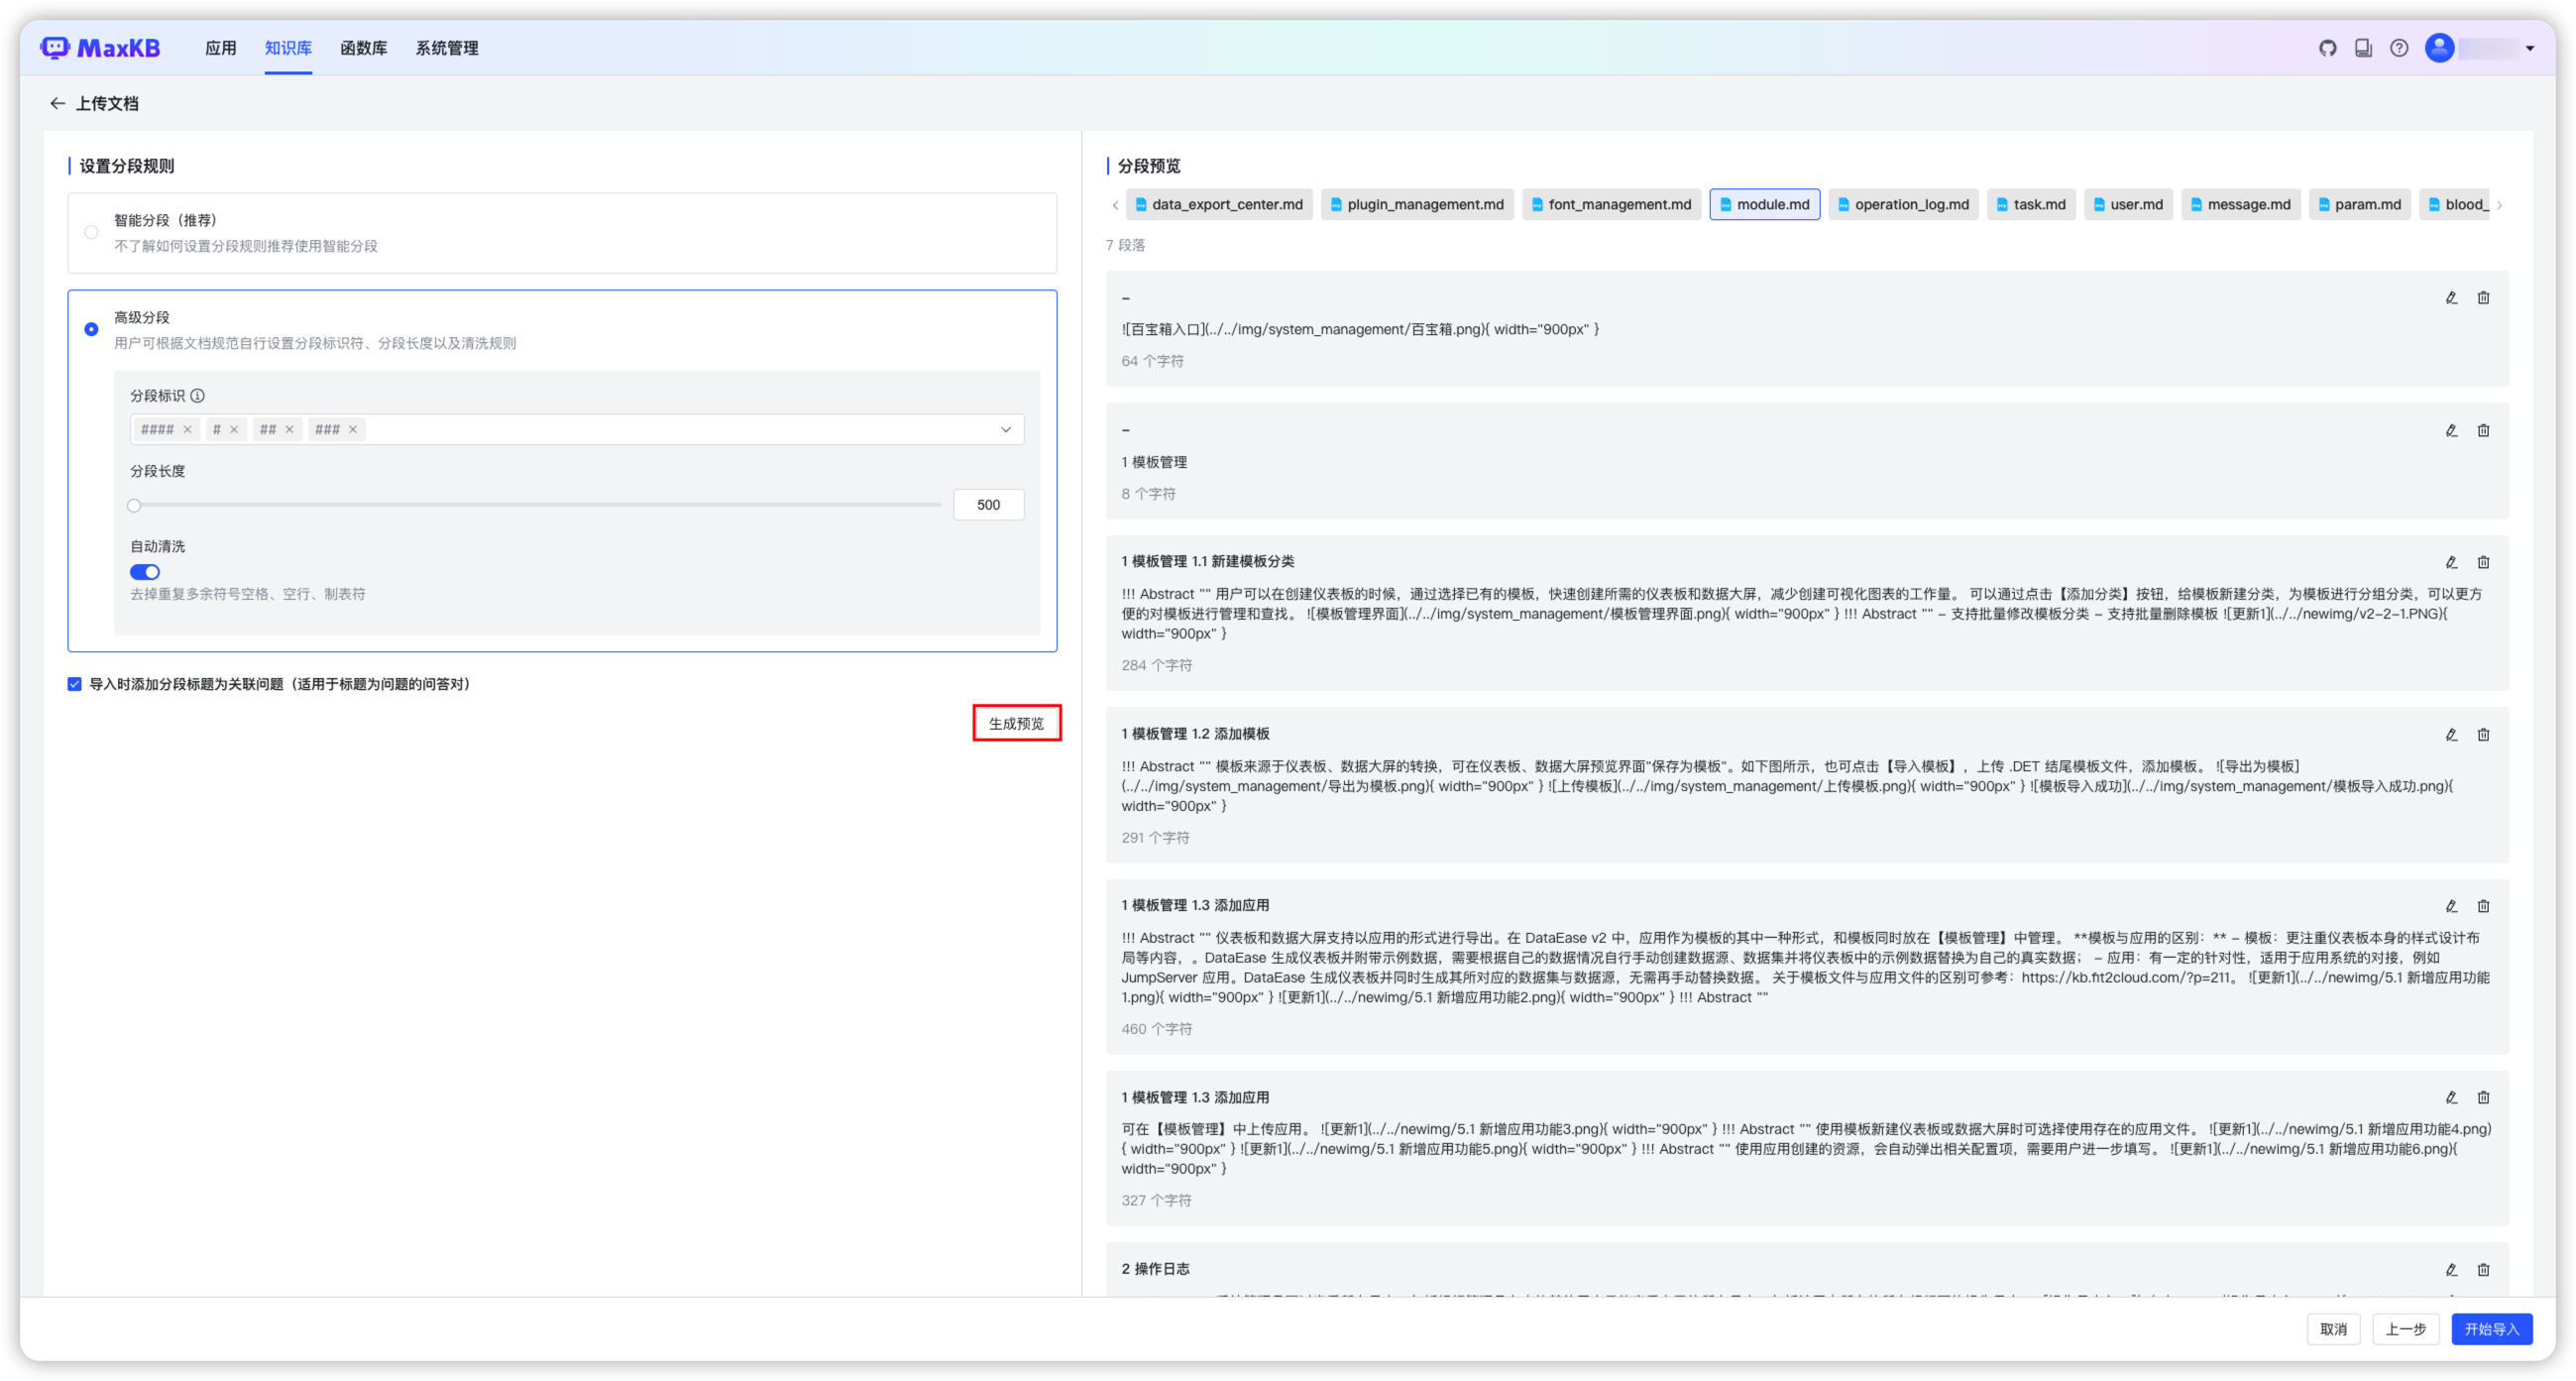 MaxKB
应用 知识库 函数库 系统管理
上传文档
设置分段规则
智能分段（推荐）
不了解如何设置分段规则推荐使用智能分段
高级分段
用户可根据文档规范自行设置分段标识符、分段长度以及清洗规则
分段标识
#### × # × ## × ### ×
分段长度
500
自动清洗
去掉重复多余符号空格、空行、制表符
导入时添加分段标题为关联问题（适用于标题为问题的问答对）
生成预览
分段预览
data_export_center.md plugin_management.md font_management.md module.md operation_log.md task.md user.md message.md param.md blood_
7 段落
-
![百宝箱入口](../../img/system_management/百宝箱.png){ width="900px" }
64 个字符
-
1 模板管理
8 个字符
1 模板管理 1.1 新建模板分类
!!! Abstract "" 用户可以在创建仪表板的时候，通过选择已有的模板，快速创建所需的仪表板和数据大屏，减少创建可视化图表的工作量。 可以通过点击【添加分类】按钮，给模板新建分类，为模板进行分组分类，可以更方
便的对模板进行管理和查找。 ![模板管理界面](../../img/system_management/模板管理界面.png){ width="900px" } !!! Abstract "" - 支持批量修改模板分类 - 支持批量删除模板 ![更新1](../../newimg/v2-2-1.PNG){
width="900px" }
284 个字符
1 模板管理 1.2 添加模板
!!! Abstract "" 模板来源于仪表板、数据大屏的转换，可在仪表板、数据大屏预览界面"保存为模板"。如下图所示，也可点击【导入模板】，上传 .DET 结尾模板文件，添加模板。 ![导出为模板]
(../../img/system_management/导出为模板.png){ width="900px" } ![上传模板](../../img/system_management/上传模板.png){ width="900px" } ![模板导入成功](../../img/system_management/模板导入成功.png){
width="900px" }
291 个字符
1 模板管理 1.3 添加应用
!!! Abstract "" 仪表板和数据大屏支持以应用的形式进行导出。在 DataEase v2 中，应用作为模板的其中一种形式，和模板同时放在【模板管理】中管理。 **模板与应用的区别：** - 模板：更注重仪表板本身的样式设计布
局等内容，。DataEase 生成仪表板并附带示例数据，需要根据自己的数据情况自行手动创建数据源、数据集并将仪表板中的示例数据替换为自己的真实数据； - 应用：有一定的针对性，适用于应用系统的对接，例如
JumpServer 应用。DataEase 生成仪表板并同时生成其所对应的数据集与数据源，无需再手动替换数据。 关于模板文件与应用文件的区别可参考：https://kb.fit2cloud.com/?p=211。 ![更新1](../../newimg/5.1 新增应用功能
1.png){ width="900px" } ![更新1](../../newimg/5.1 新增应用功能2.png){ width="900px" } !!! Abstract ""
460 个字符
1 模板管理 1.3 添加应用
可在【模板管理】中上传应用。 ![更新1](../../newimg/5.1 新增应用功能3.png){ width="900px" } !!! Abstract "" 使用模板新建仪表板或数据大屏时可选择使用存在的应用文件。 ![更新1](../../newimg/5.1 新增应用功能4.png)
{ width="900px" } ![更新1](../../newimg/5.1 新增应用功能5.png){ width="900px" } !!! Abstract "" 使用应用创建的资源，会自动弹出相关配置项，需要用户进一步填写。 ![更新1](../../newimg/5.1 新增应用功能6.png){
width="900px" }
327 个字符
2 操作日志
取消 上一步 开始导入